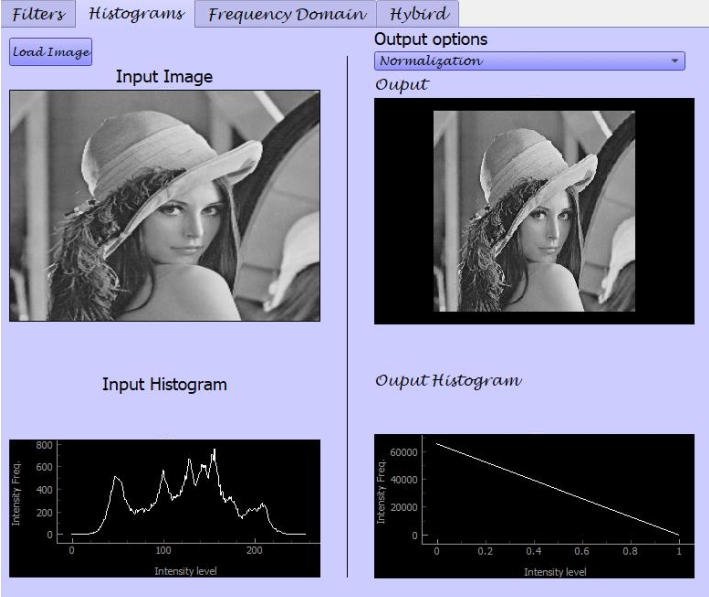 Filters Histograms Frequency Domain Hybird
Load Image
Input Image
Output options
Normalization
Ouput
Input Histogram
Ouput Histogram
800
600
400
200
0
Intensity Freq.
0 100 200
Intensity level
60000
40000
20000
0
Intensity Freq.
0 0.2 0.4 0.6 0.8 1
Intensity level